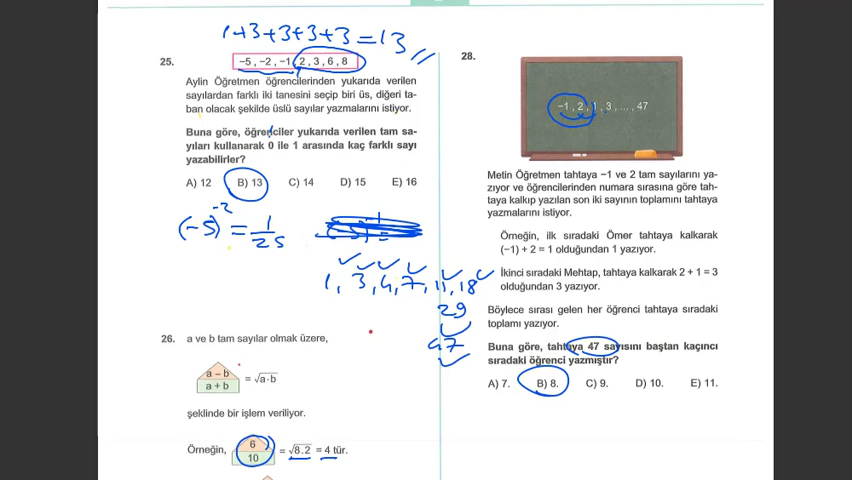 1+3+3+3+3=13
25.
-5, -2, -1, 2, 3, 6, 8
Aylin Öğretmen öğrencilerinden yukarıda verilen
sayılardan farklı iki tanesini seçip biri üs, diğeri ta-
ban olacak şekilde üslü sayılar yazmalarını istiyor.
Buna göre, öğrenciler yukarıda verilen tam sa-
yıları kullanarak 0 ile 1 arasında kaç farklı sayı
yazabilirler?
A) 12 B) 13 C) 14 D) 15 E) 16
(-5)⁻² = 1/25
1, 3, 4, 7, 11, 18
29
47
26. a ve b tam sayılar olmak üzere,
a − b
a + b
= √a·b
şeklinde bir işlem veriliyor.
Örneğin,
6
10
= √8.2 = 4 tür.
28.
-1, 2, 1, 3, ..., 47
Metin Öğretmen tahtaya −1 ve 2 tam sayılarını ya-
zıyor ve öğrencilerinden numara sırasına göre tah-
taya kalkıp yazılan son iki sayının toplamını tahtaya
yazmalarını istiyor.
Örneğin, ilk sıradaki Ömer tahtaya kalkarak
(−1) + 2 = 1 olduğundan 1 yazıyor.
İkinci sıradaki Mehtap, tahtaya kalkarak 2 + 1 = 3
olduğundan 3 yazıyor.
Böylece sırası gelen her öğrenci tahtaya sıradaki
toplamı yazıyor.
Buna göre, tahtaya 47 sayısını baştan kaçıncı
sıradaki öğrenci yazmıştır?
A) 7. B) 8. C) 9. D) 10. E) 11.